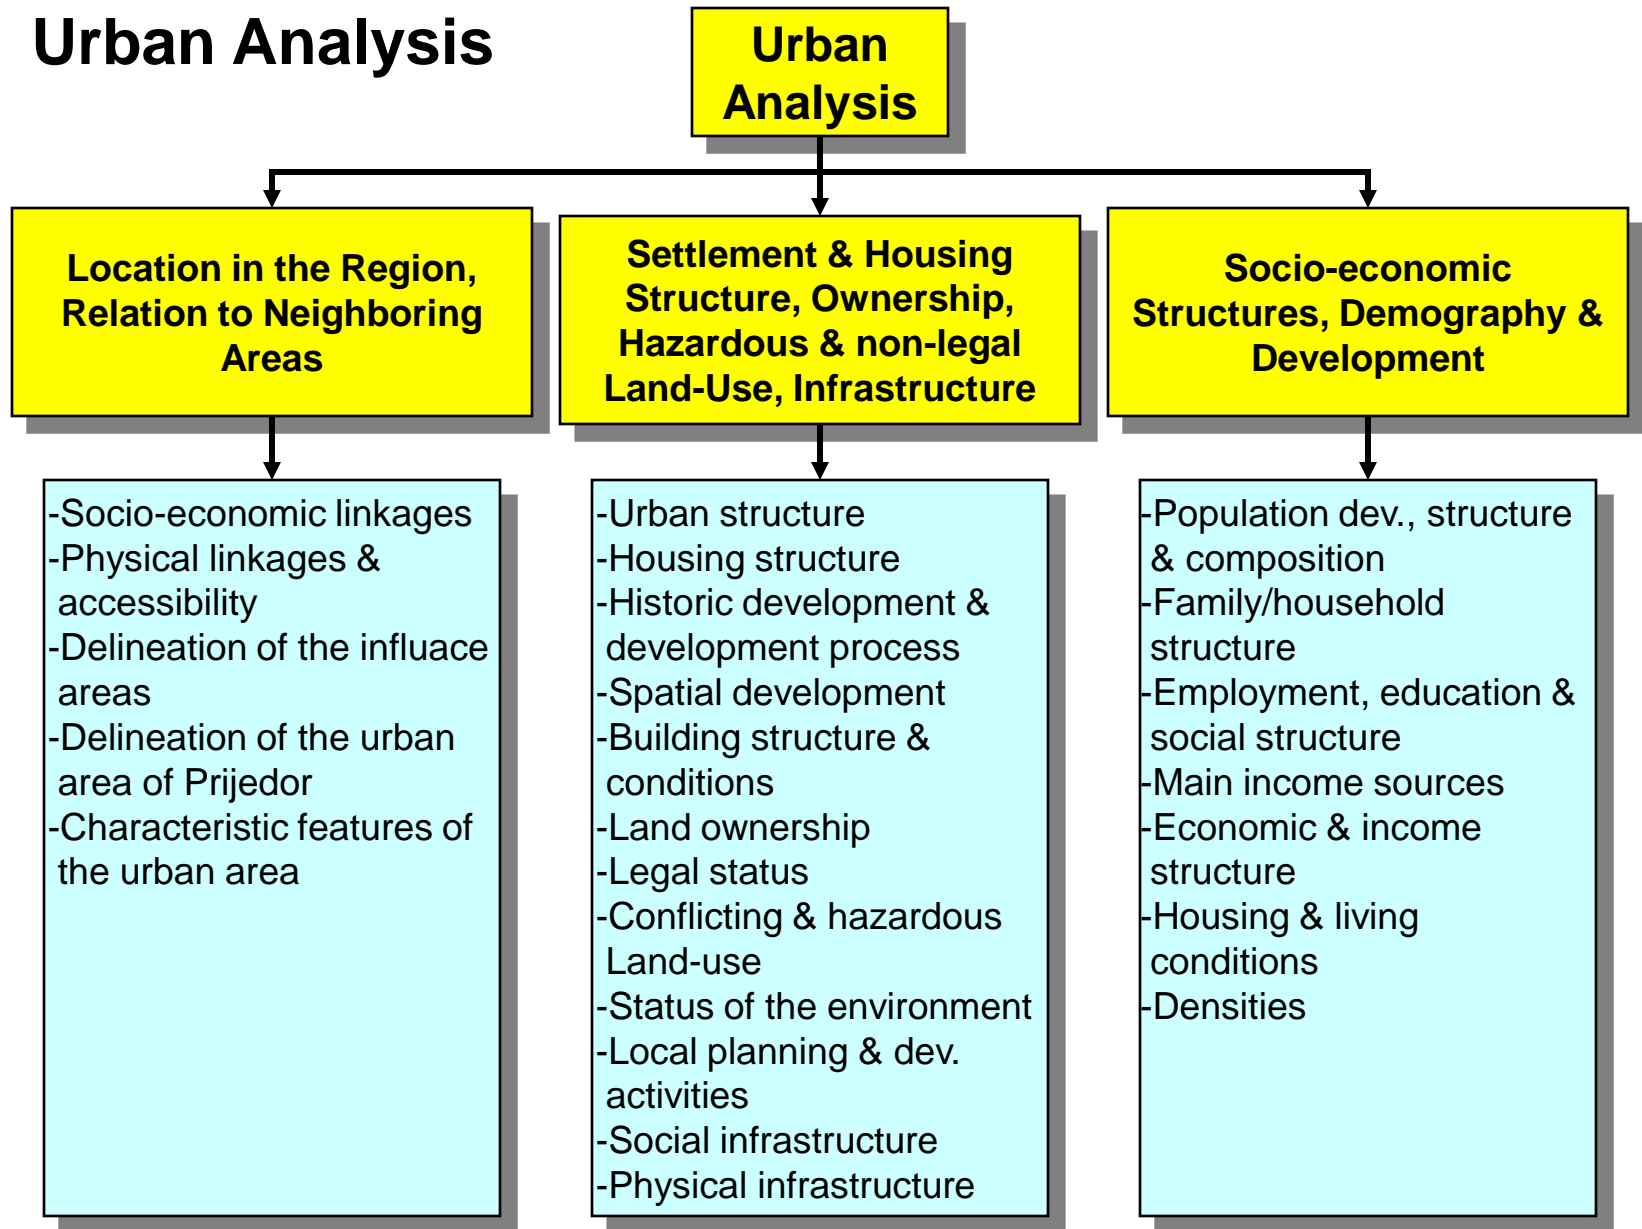 Urban Analysis
Urban
Analysis
Location in the Region,
Relation to Neighboring
Areas
Settlement & Housing
Structure, Ownership,
Hazardous & non-legal
Land-Use, Infrastructure
Socio-economic
Structures, Demography &
Development
-Socio-economic linkages
-Physical linkages &
accessibility
-Delineation of the influace
areas
-Delineation of the urban
area of Prijedor
-Characteristic features of
the urban area
-Urban structure
-Housing structure
-Historic development &
development process
-Spatial development
-Building structure &
conditions
-Land ownership
-Legal status
-Conflicting & hazardous
Land-use
-Status of the environment
-Local planning & dev.
activities
-Social infrastructure
-Physical infrastructure
-Population dev., structure
& composition
-Family/household
structure
-Employment, education &
social structure
-Main income sources
-Economic & income
structure
-Housing & living
conditions
-Densities